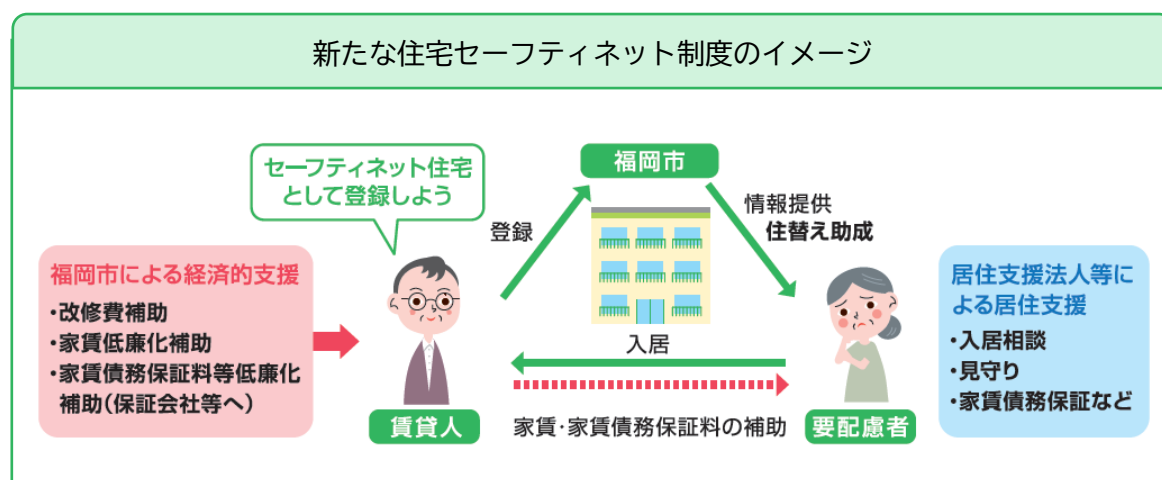 新たな住宅セーフティネット制度のイメージ
セーフティネット住宅
として登録しよう
福岡市
登録
情報提供
住替え助成
福岡市による経済的支援
・改修費補助
・家賃低廉化補助
・家賃債務保証料等低廉化
補助(保証会社等へ)
居住支援法人等に
よる居住支援
・入居相談
・見守り
・家賃債務保証など
入居
賃貸人
家賃・家賃債務保証料の補助
要配慮者